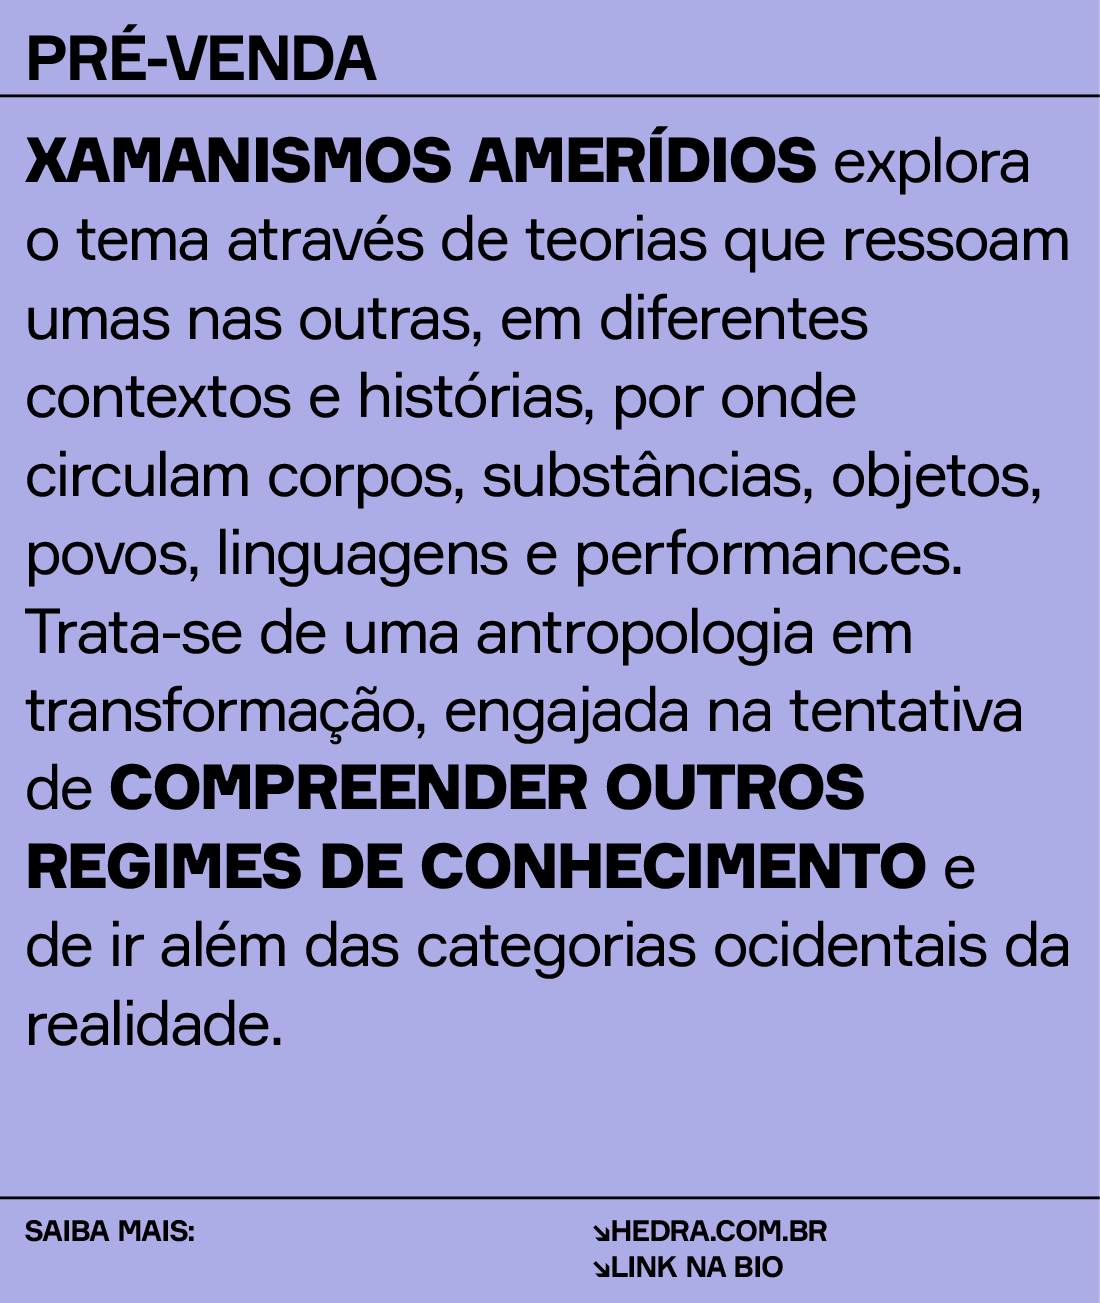 PRÉ-VENDA
XAMANISMOS AMERÍDIOS explora
o tema através de teorias que ressoam
umas nas outras, em diferentes
contextos e histórias, por onde
circulam corpos, substâncias, objetos,
povos, linguagens e performances.
Trata-se de uma antropologia em
transformação, engajada na tentativa
de COMPREENDER OUTROS
REGIMES DE CONHECIMENTO e
de ir além das categorias ocidentais da
realidade.
SAIBA MAIS:
↘HEDRA.COM.BR
↘LINK NA BIO